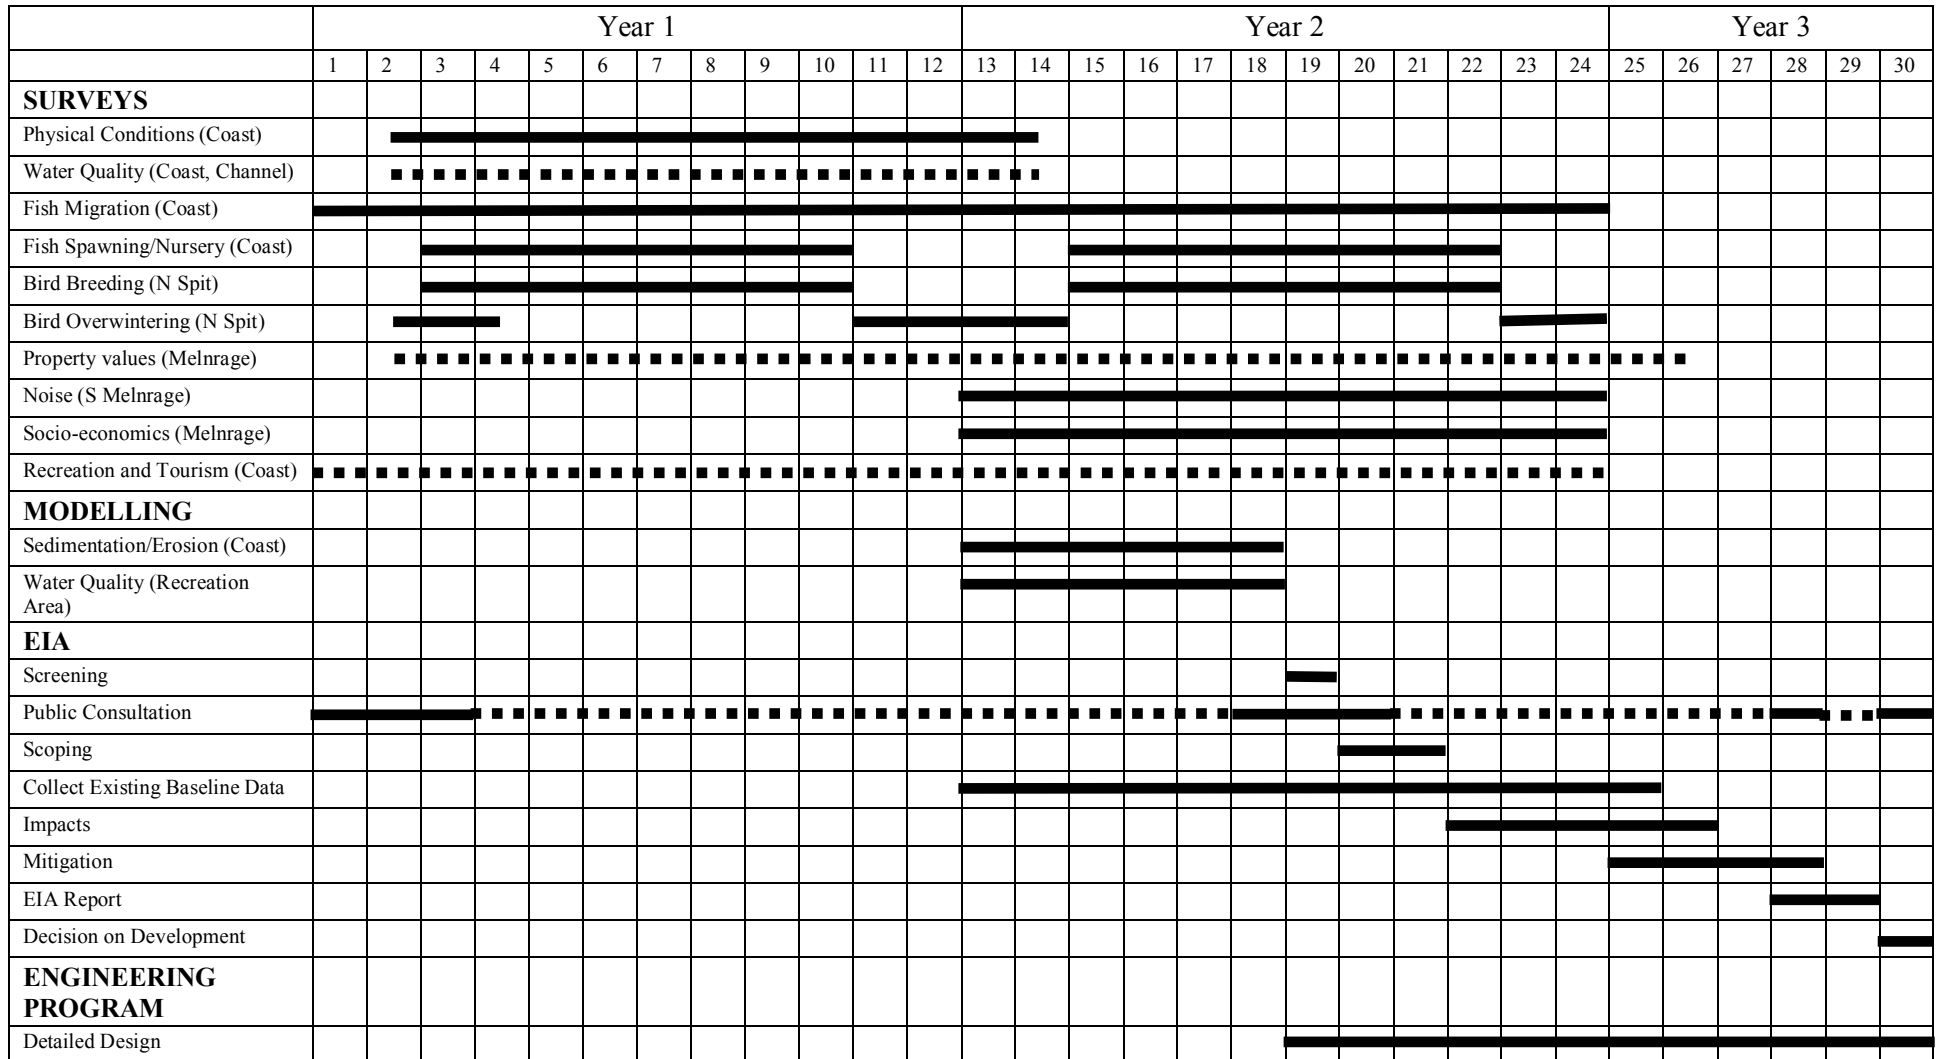 Year 1 Year 2 Year 3
1 2 3 4 5 6 7 8 9 10 11 12 13 14 15 16 17 18 19 20 21 22 23 24 25 26 27 28 29 30
SURVEYS
Physical Conditions (Coast)
Water Quality (Coast, Channel)
Fish Migration (Coast)
Fish Spawning/Nursery (Coast)
Bird Breeding (N Spit)
Bird Overwintering (N Spit)
Property values (Melnrage)
Noise (S Melnrage)
Socio-economics (Melnrage)
Recreation and Tourism (Coast)
MODELLING
Sedimentation/Erosion (Coast)
Water Quality (Recreation
Area)
EIA
Screening
Public Consultation
Scoping
Collect Existing Baseline Data
Impacts
Mitigation
EIA Report
Decision on Development
ENGINEERING
PROGRAM
Detailed Design